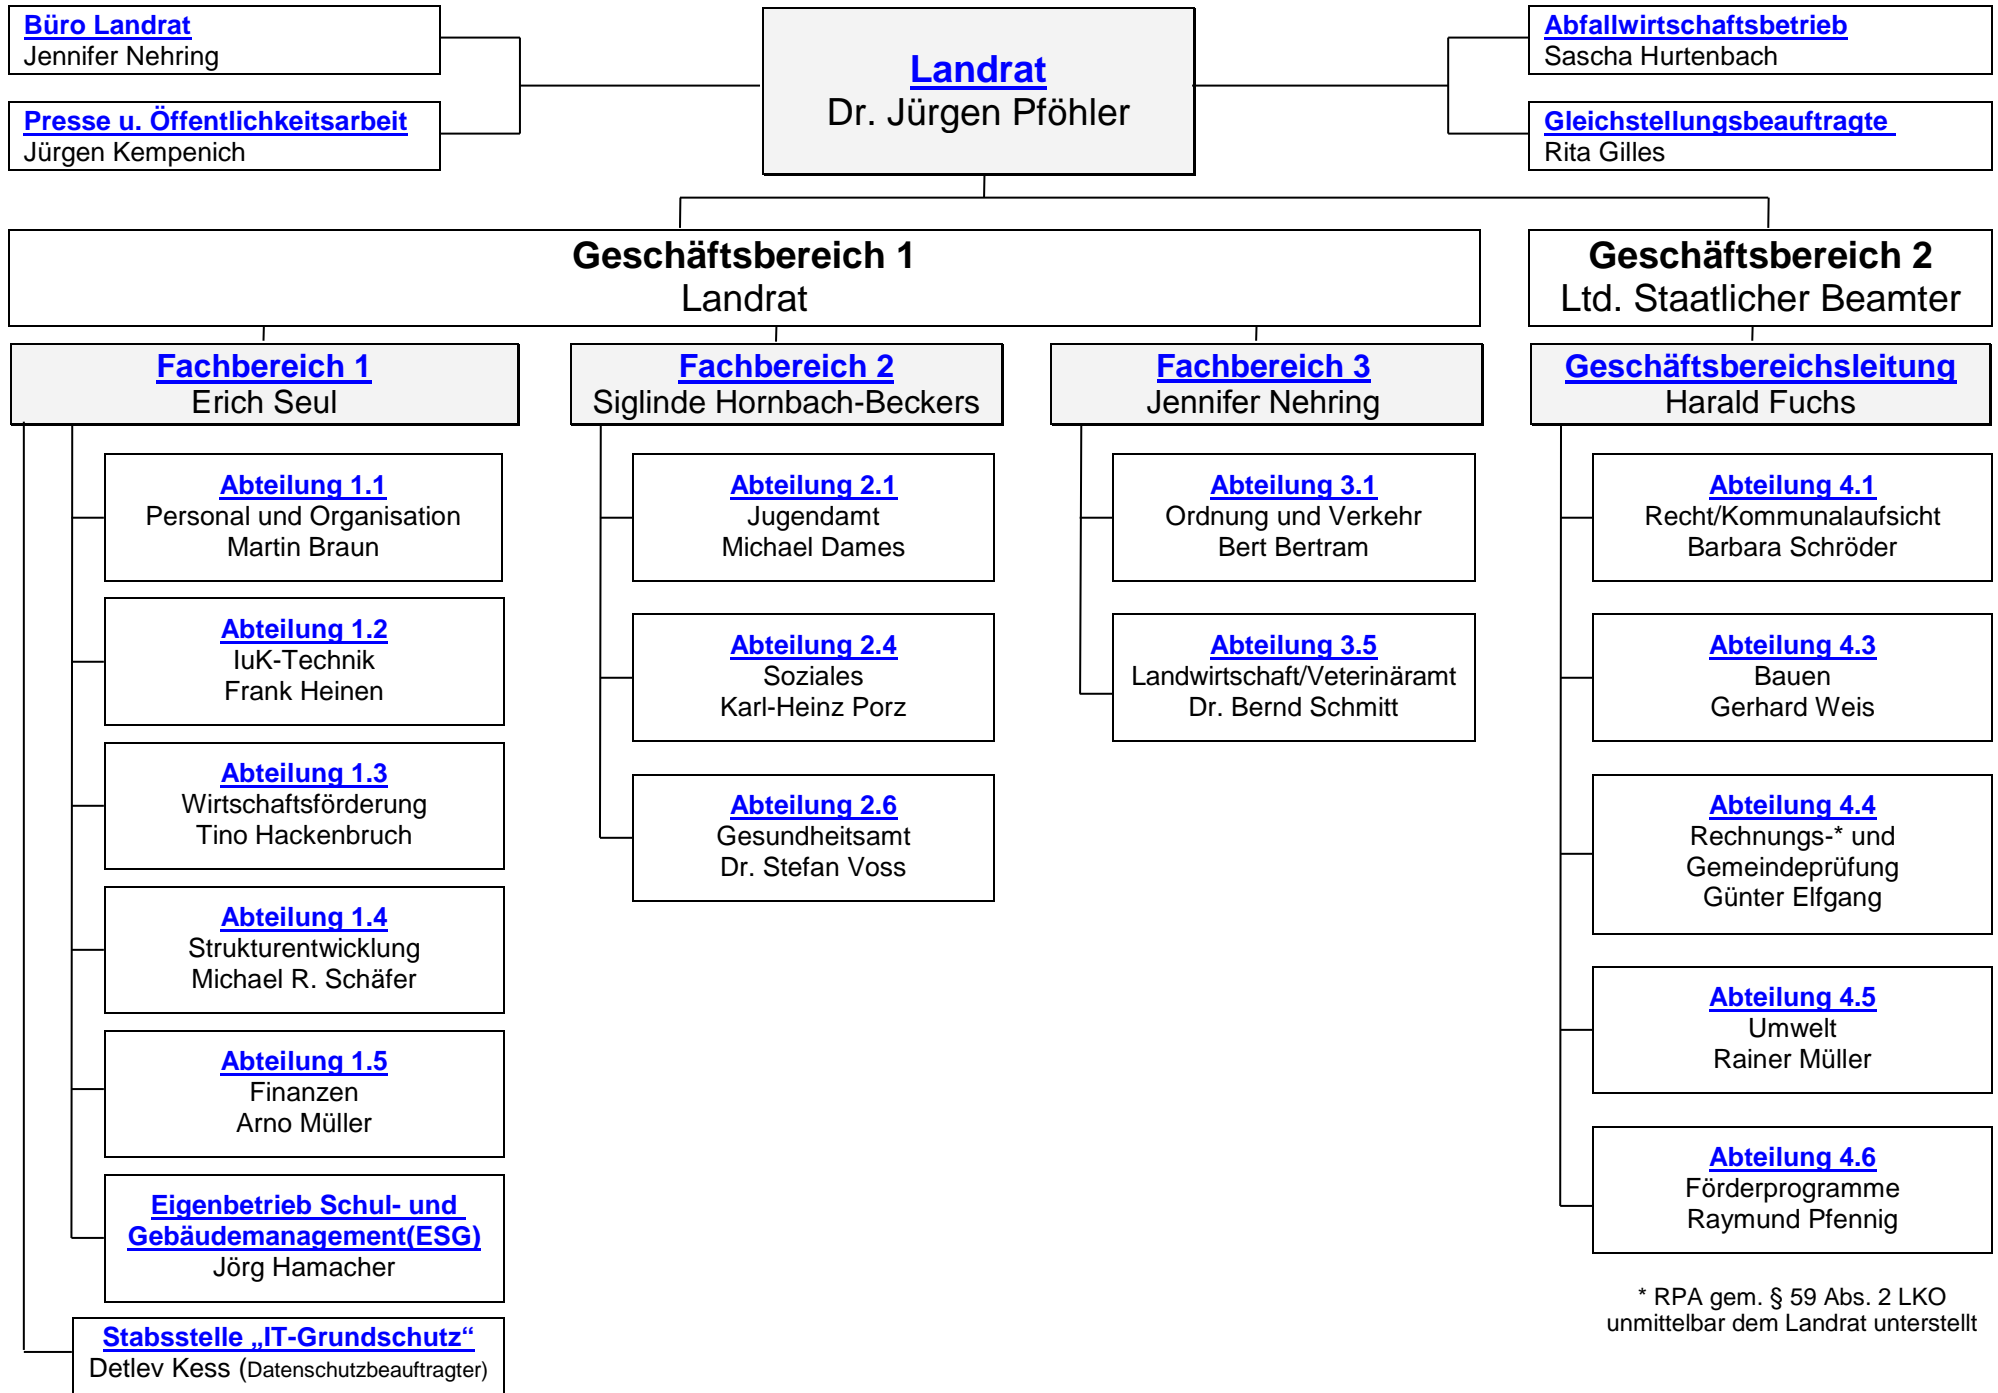 Büro Landrat
Jennifer Nehring
Presse u. Öffentlichkeitsarbeit
Jürgen Kempenich
Landrat
Dr. Jürgen Pföhler
Abfallwirtschaftsbetrieb
Sascha Hurtenbach
Gleichstellungsbeauftragte
Rita Gilles
Geschäftsbereich 1
Landrat
Geschäftsbereich 2
Ltd. Staatlicher Beamter
Fachbereich 1
Erich Seul
Abteilung 1.1
Personal und Organisation
Martin Braun
Abteilung 1.2
IuK-Technik
Frank Heinen
Abteilung 1.3
Wirtschaftsförderung
Tino Hackenbruch
Abteilung 1.4
Strukturentwicklung
Michael R. Schäfer
Abteilung 1.5
Finanzen
Arno Müller
Eigenbetrieb Schul- und
Gebäudemanagement(ESG)
Jörg Hamacher
Stabsstelle „IT-Grundschutz“
Detlev Kess (Datenschutzbeauftragter)
Fachbereich 2
Siglinde Hornbach-Beckers
Abteilung 2.1
Jugendamt
Michael Dames
Abteilung 2.4
Soziales
Karl-Heinz Porz
Abteilung 2.6
Gesundheitsamt
Dr. Stefan Voss
Fachbereich 3
Jennifer Nehring
Abteilung 3.1
Ordnung und Verkehr
Bert Bertram
Abteilung 3.5
Landwirtschaft/Veterinäramt
Dr. Bernd Schmitt
Geschäftsbereichsleitung
Harald Fuchs
Abteilung 4.1
Recht/Kommunalaufsicht
Barbara Schröder
Abteilung 4.3
Bauen
Gerhard Weis
Abteilung 4.4
Rechnungs-* und
Gemeindeprüfung
Günter Elfgang
Abteilung 4.5
Umwelt
Rainer Müller
Abteilung 4.6
Förderprogramme
Raymund Pfennig
* RPA gem. § 59 Abs. 2 LKO
unmittelbar dem Landrat unterstellt